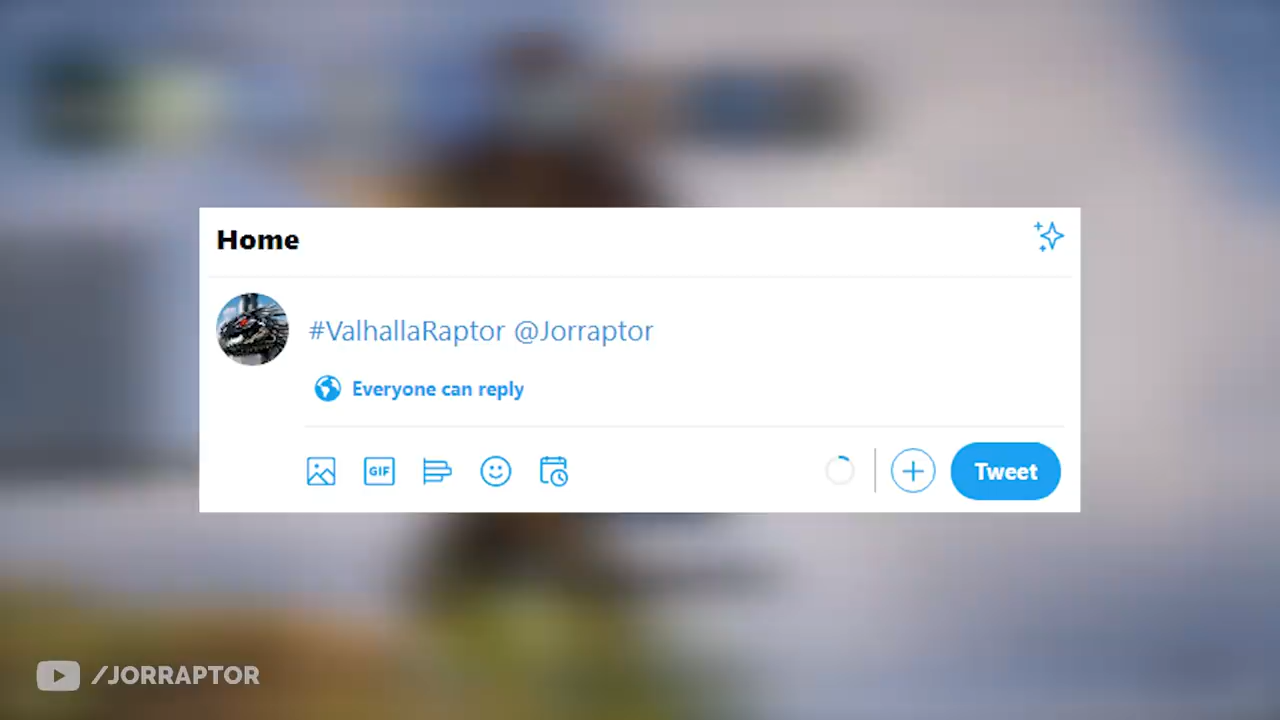 Home
#ValhallaRaptor @Jorraptor
Everyone can reply
GIF
Tweet
/JORRAPTOR